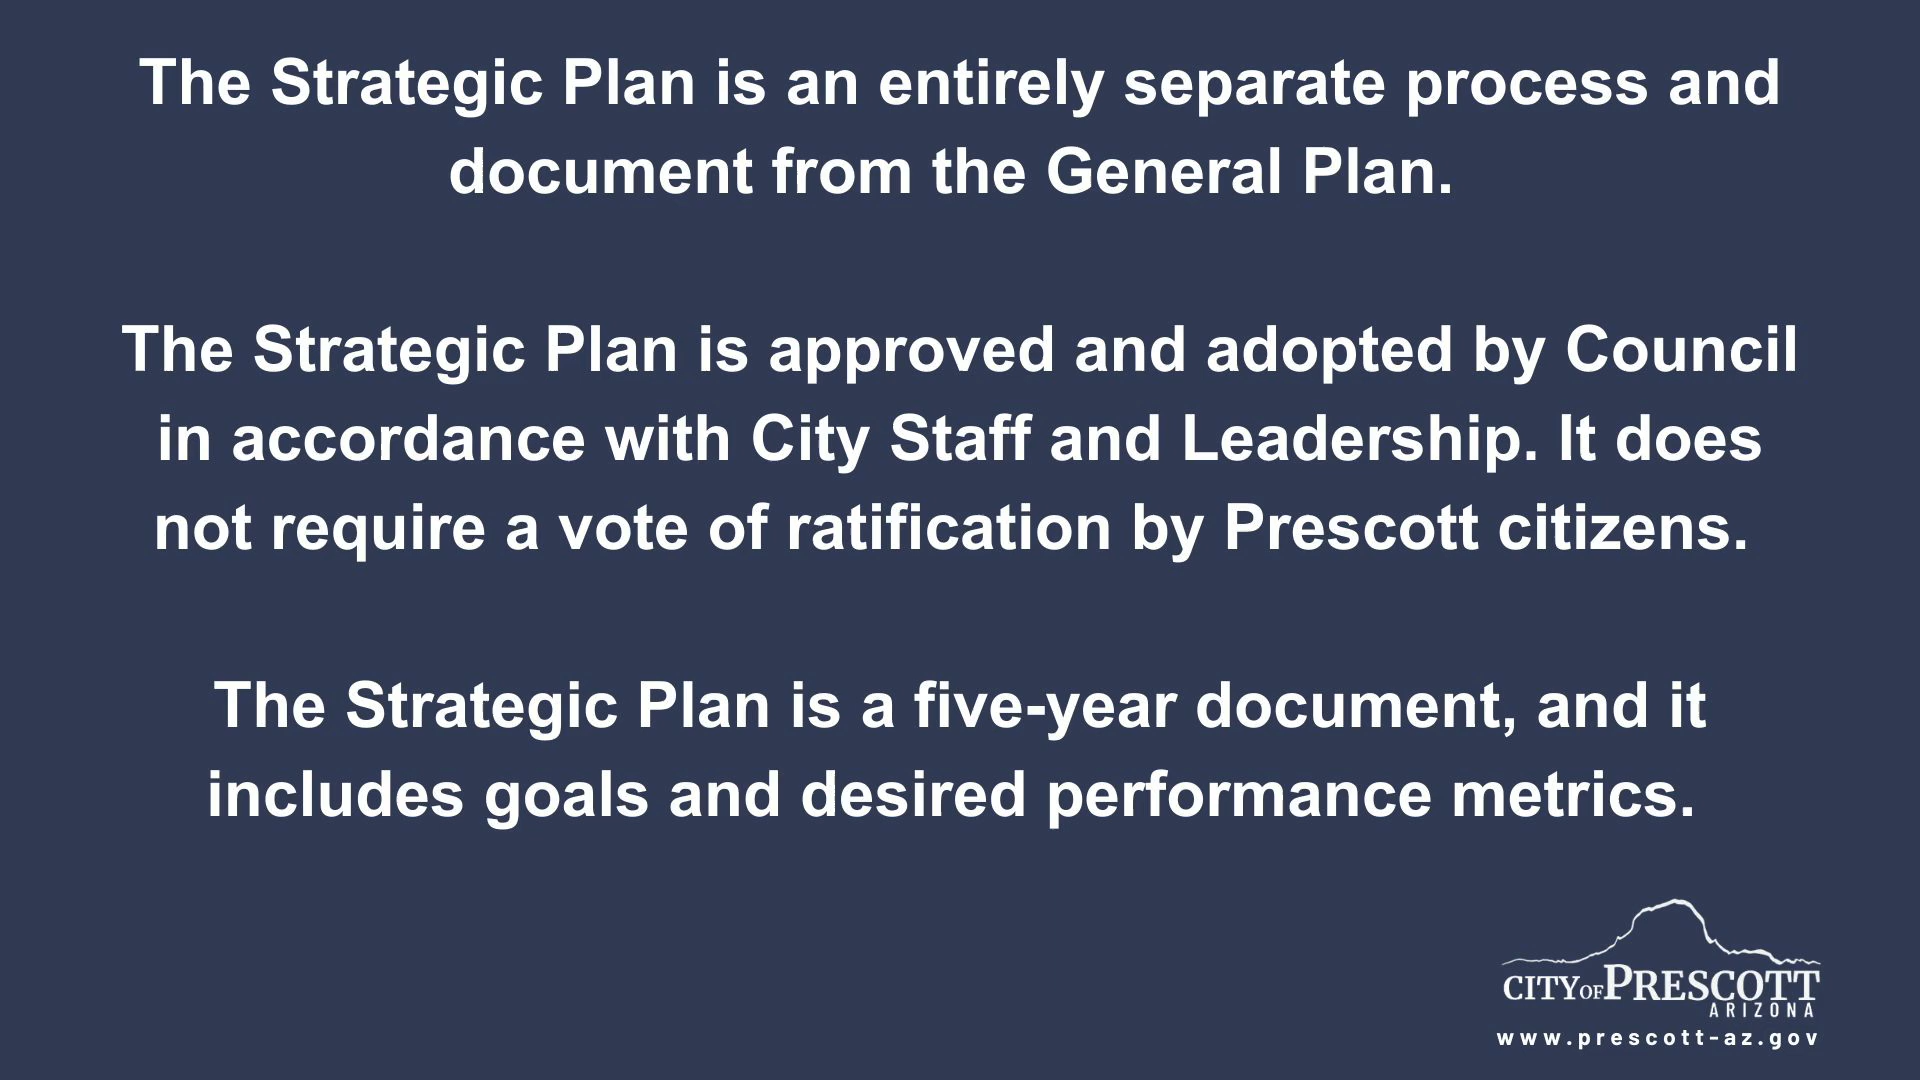 The Strategic Plan is an entirely separate process and
document from the General Plan.
The Strategic Plan is approved and adopted by Council
in accordance with City Staff and Leadership. It does
not require a vote of ratification by Prescott citizens.
The Strategic Plan is a five-year document, and it
includes goals and desired performance metrics.
CITY OF PRESCOTT
ARIZONA
www.prescott-az.gov